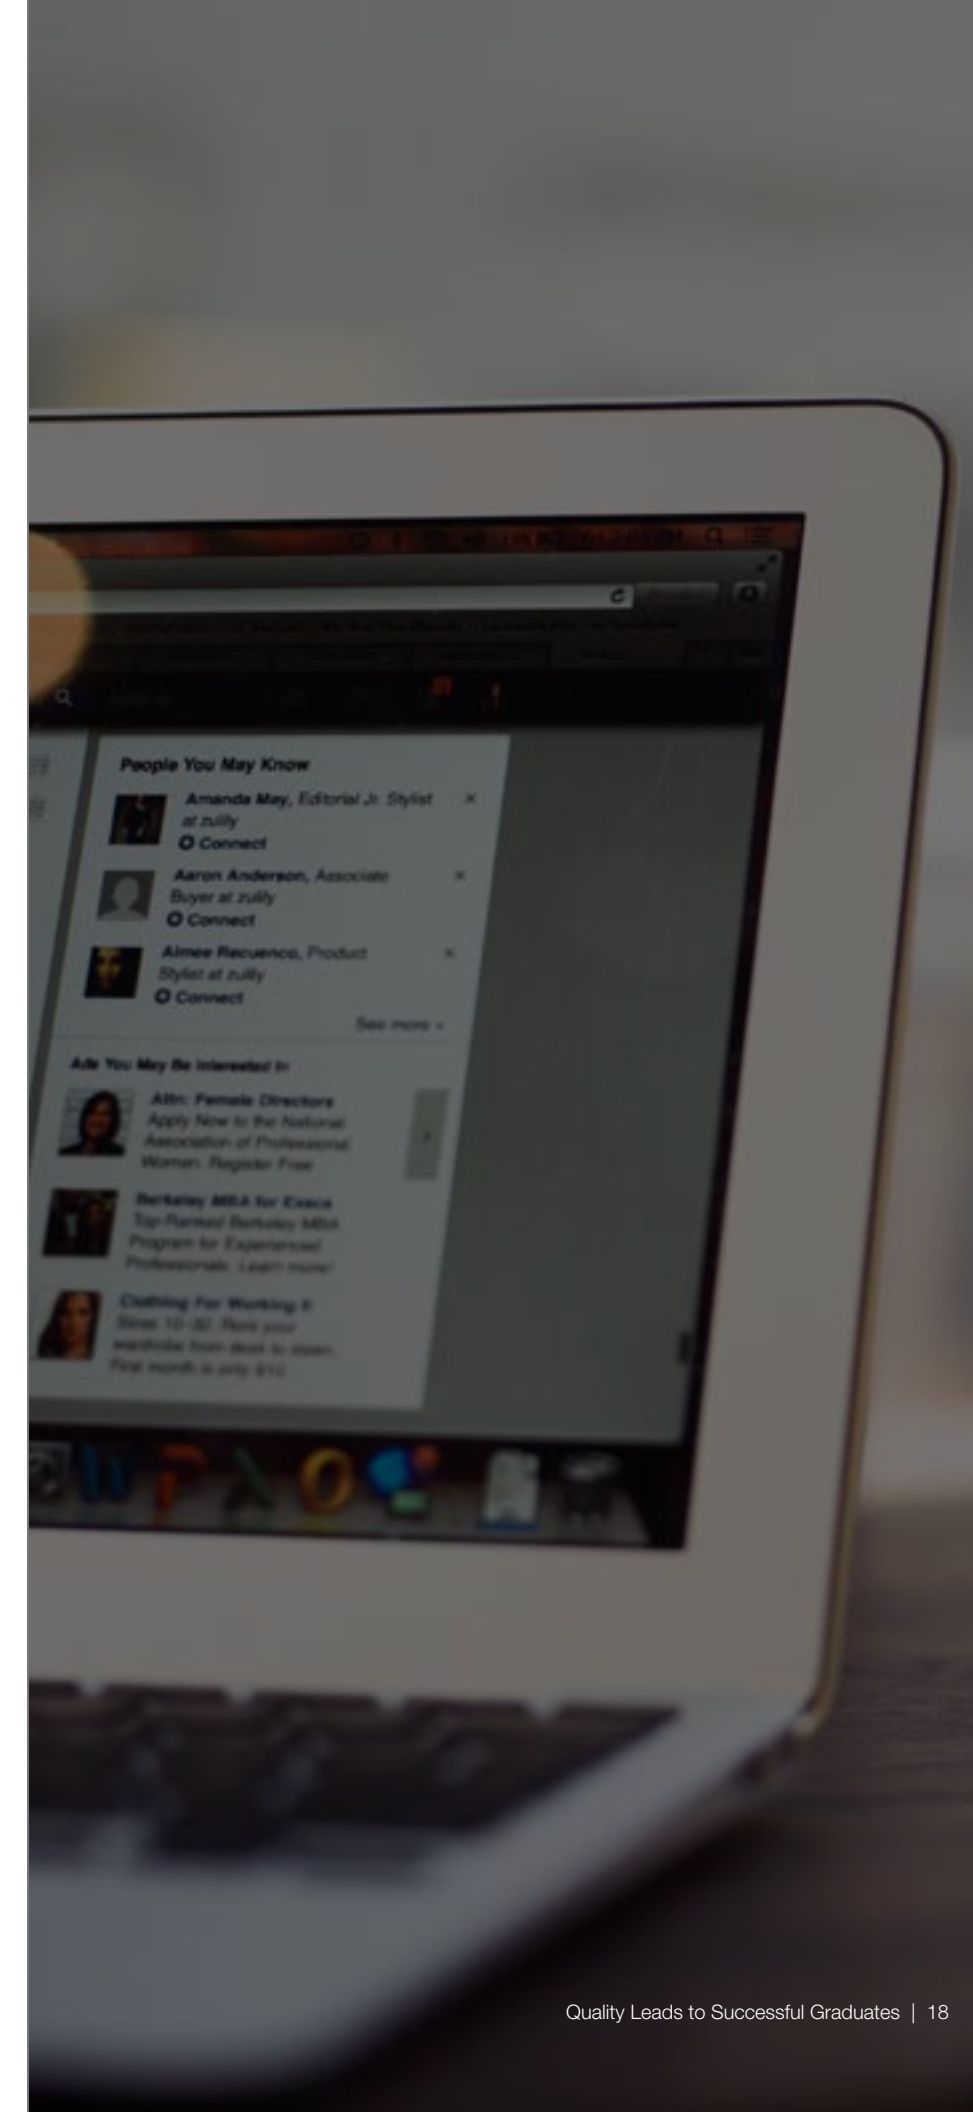 People You May Know
Amanda May, Editorial Jr. Stylist
at zulily
Connect
Aaron Anderson, Associate
Buyer at zulily
Connect
Aimee Recuenco, Product
Stylist at zulily
Connect
See more »
Ads You May Be Interested In
Attn: Female Directors
Apply Now to the National
Association of Professional
Women. Register Free
Berkeley MBA for Execs
Top-Ranked Berkeley MBA
Program for Experienced
Professionals. Learn more!
Clothing For Working It
Sizes 10-32. Rent your
wardrobe from desk to
First month is only
Quality Leads to Successful Graduates | 18